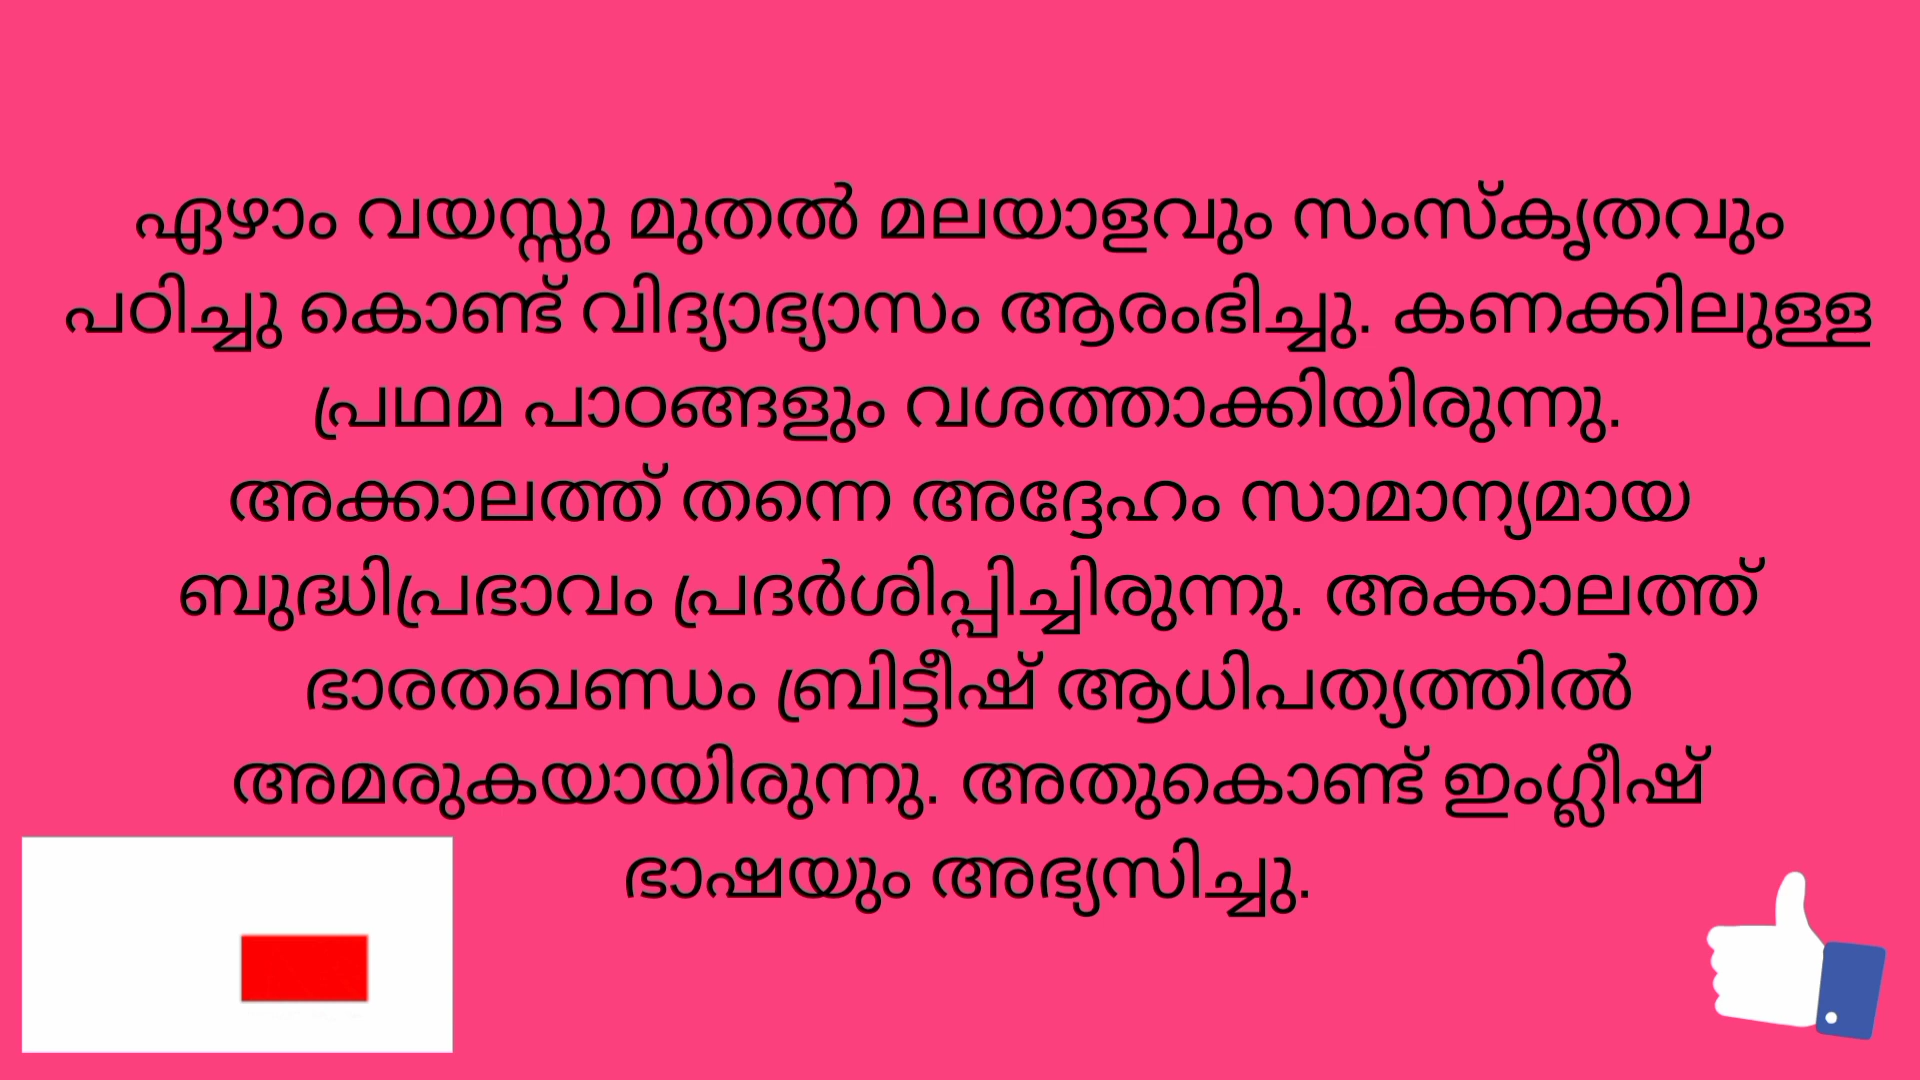 ഏഴാം വയസ്സു മുതൽ മലയാളവും സംസ്കൃതവും
പഠിച്ചു കൊണ്ട് വിദ്യാഭ്യാസം ആരംഭിച്ചു. കണക്കിലുള്ള
പ്രഥമ പാഠങ്ങളും വശത്താക്കിയിരുന്നു.
അക്കാലത്ത് തന്നെ അദ്ദേഹം സാമാന്യമായ
ബുദ്ധിപ്രഭാവം പ്രദർശിപ്പിച്ചിരുന്നു. അക്കാലത്ത്
ഭാരതഖണ്ഡം ബ്രിട്ടീഷ് ആധിപത്യത്തിൽ
അമരുകയായിരുന്നു. അതുകൊണ്ട് ഇംഗ്ലീഷ്
ഭാഷയും അഭ്യസിച്ചു.